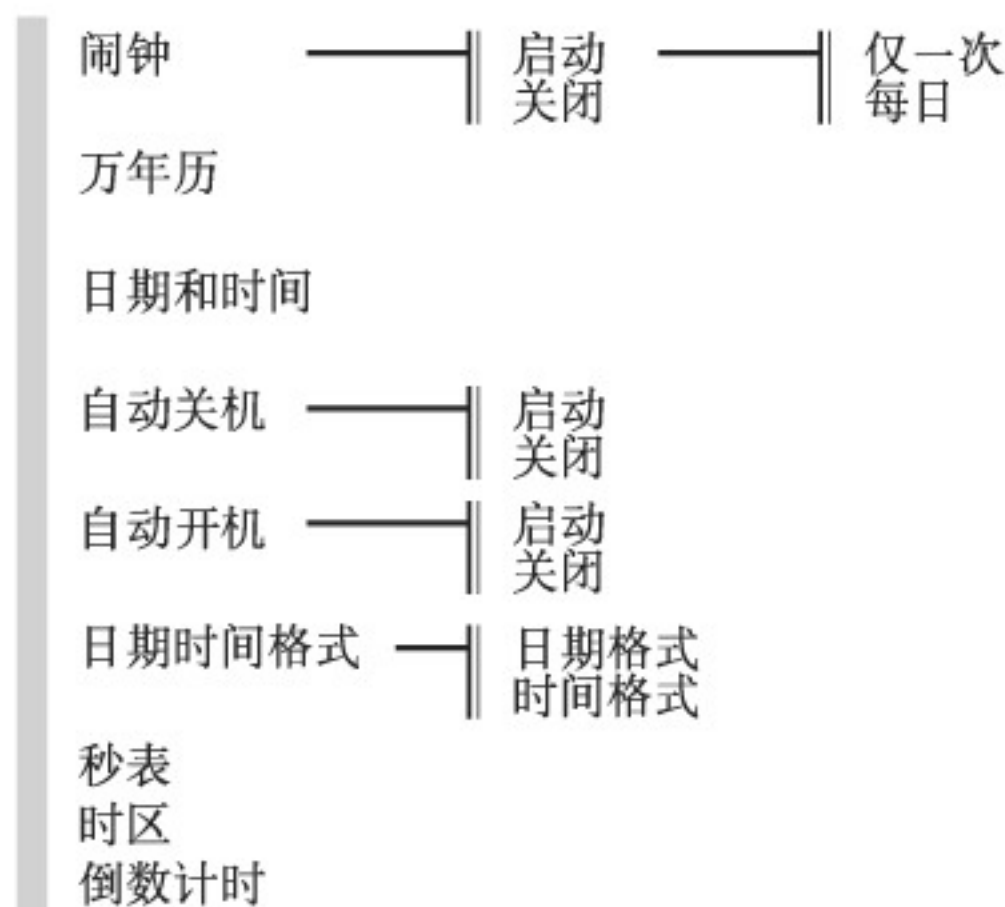 闹钟 启动 仅一次
关闭 每日
万年历
日期和时间
自动关机 启动
关闭
自动开机 启动
关闭
日期时间格式 日期格式
时间格式
秒表
时区
倒数计时